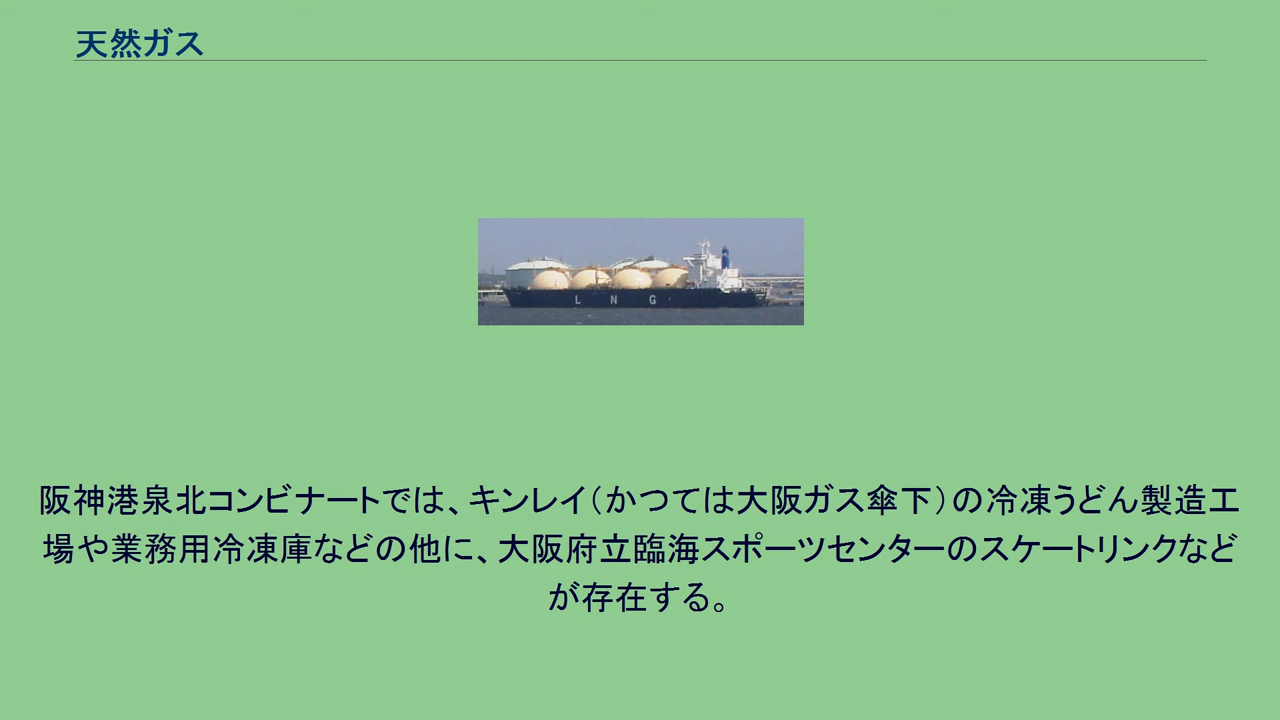 天然ガス
LNG
阪神港泉北コンビナートでは、キンレイ（かつては大阪ガス傘下）の冷凍うどん製造工
場や業務用冷凍庫などの他に、大阪府立臨海スポーツセンターのスケートリンクなど
が存在する。